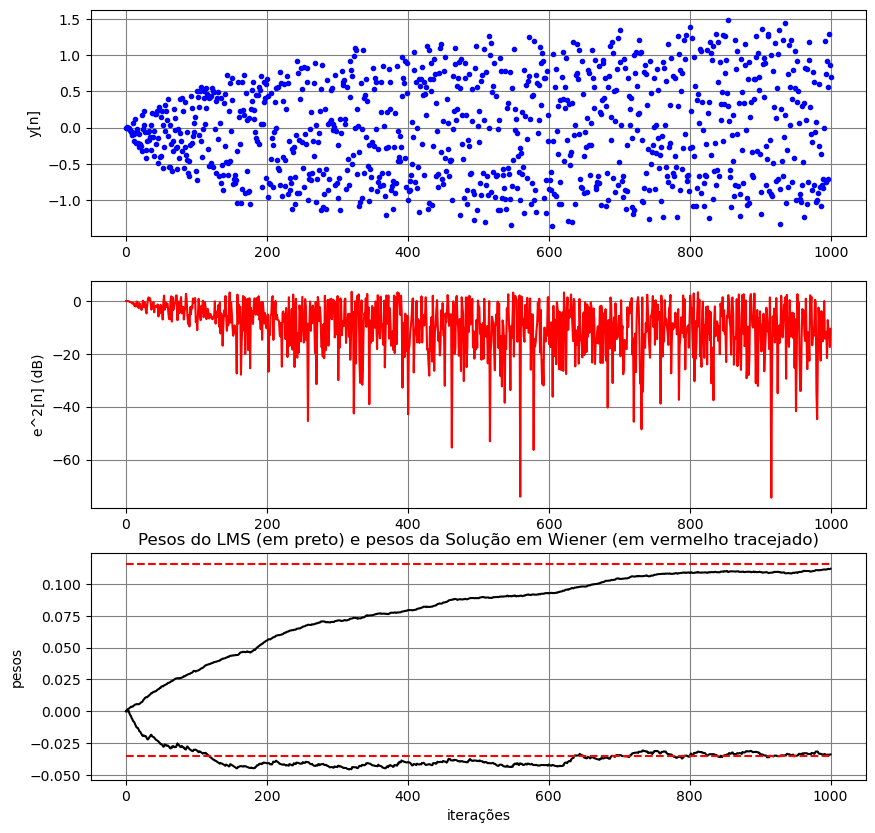 1.5
1.0
0.5
0.0
−0.5
−1.0
y[n]
0 200 400 600 800 1000
0
−20
−40
−60
e^2[n] (dB)
0 200 400 600 800 1000
Pesos do LMS (em preto) e pesos da Solução em Wiener (em vermelho tracejado)
0.100
0.075
0.050
0.025
0.000
−0.025
−0.050
pesos
0 200 400 600 800 1000
iterações